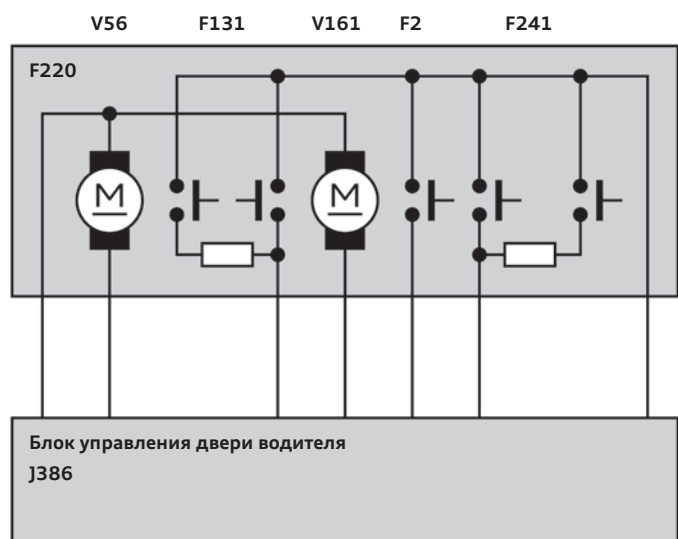 V56 F131 V161 F2 F241
F220
M M
Блок управления двери водителя
J386